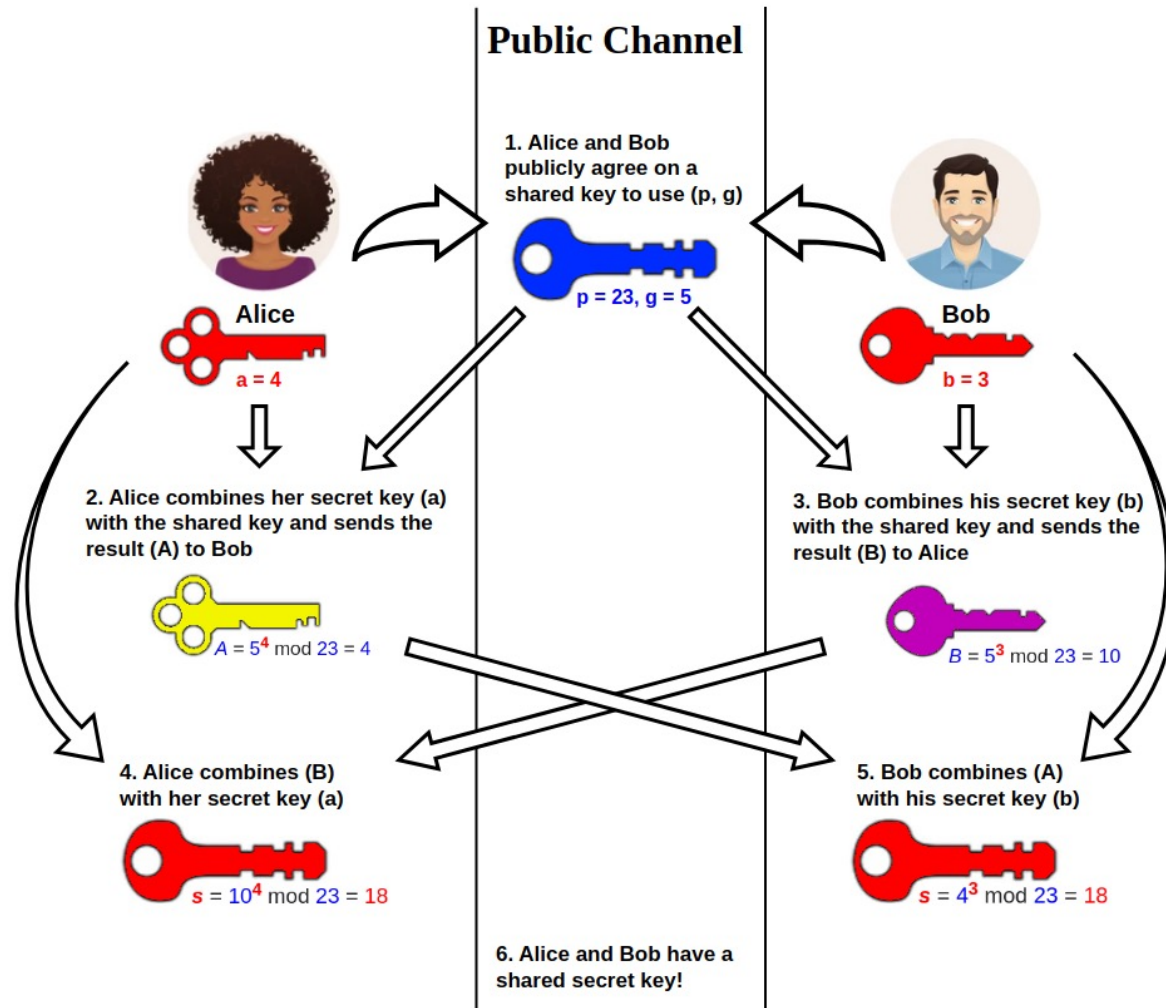 Public Channel
1. Alice and Bob
publicly agree on a
shared key to use (p, g)
p = 23, g = 5
Alice
a = 4
Bob
b = 3
2. Alice combines her secret key (a)
with the shared key and sends the
result (A) to Bob
A = 5⁴ mod 23 = 4
3. Bob combines his secret key (b)
with the shared key and sends the
result (B) to Alice
B = 5³ mod 23 = 10
4. Alice combines (B)
with her secret key (a)
s = 10⁴ mod 23 = 18
5. Bob combines (A)
with his secret key (b)
s = 4³ mod 23 = 18
6. Alice and Bob have a
shared secret key!